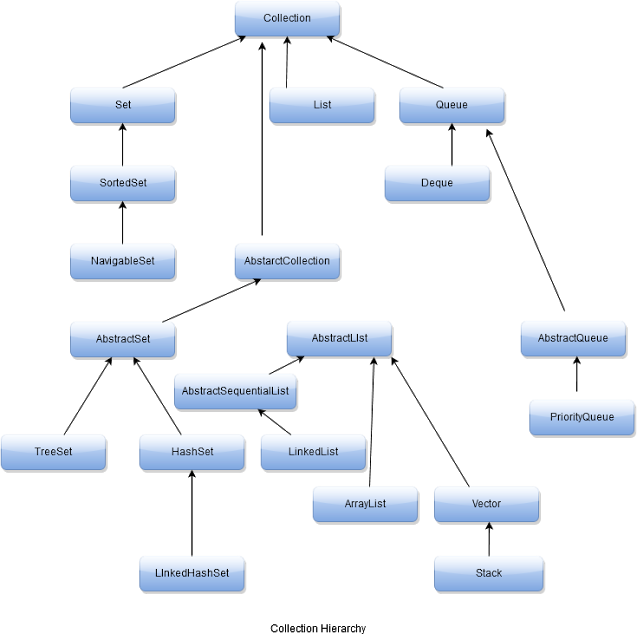 Collection
Set
List
Queue
SortedSet
Deque
NavigableSet
AbstarctCollection
AbstractSet
AbstractLIst
AbstractQueue
AbstractSequentialList
PriorityQueue
TreeSet
HashSet
LinkedList
ArrayList
Vector
LInkedHashSet
Stack
Collection Hierarchy